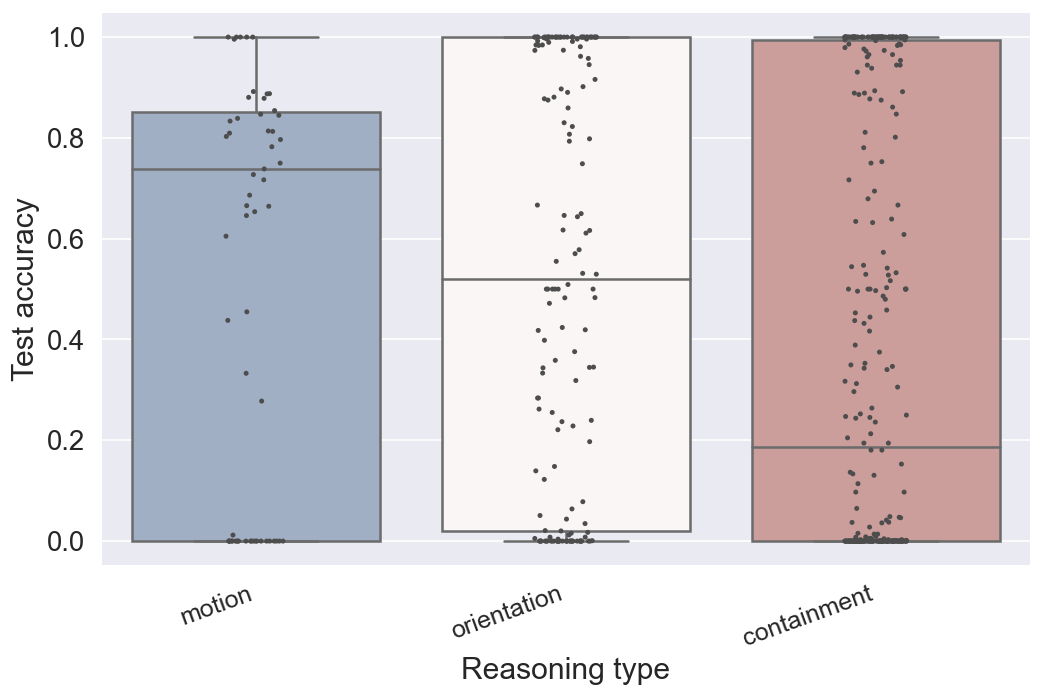 Test accuracy
1.0
0.8
0.6
0.4
0.2
0.0
motion
orientation
containment
Reasoning type